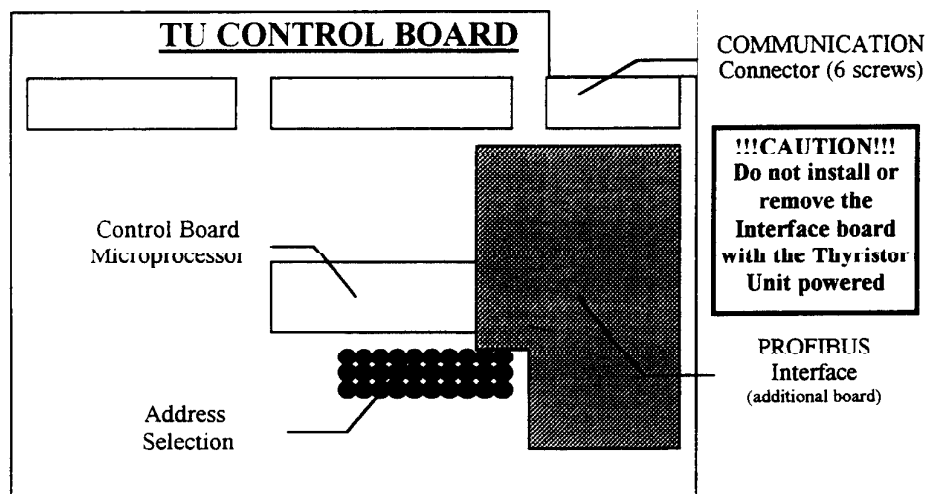 TU CONTROL BOARD
COMMUNICATION
Connector (6 screws)
!!!CAUTION!!!
Do not install or
remove the
Interface board
with the Thyristor
Unit powered
Control Board
Microprocessor
PROFIBUS
Interface
(additional board)
Address
Selection